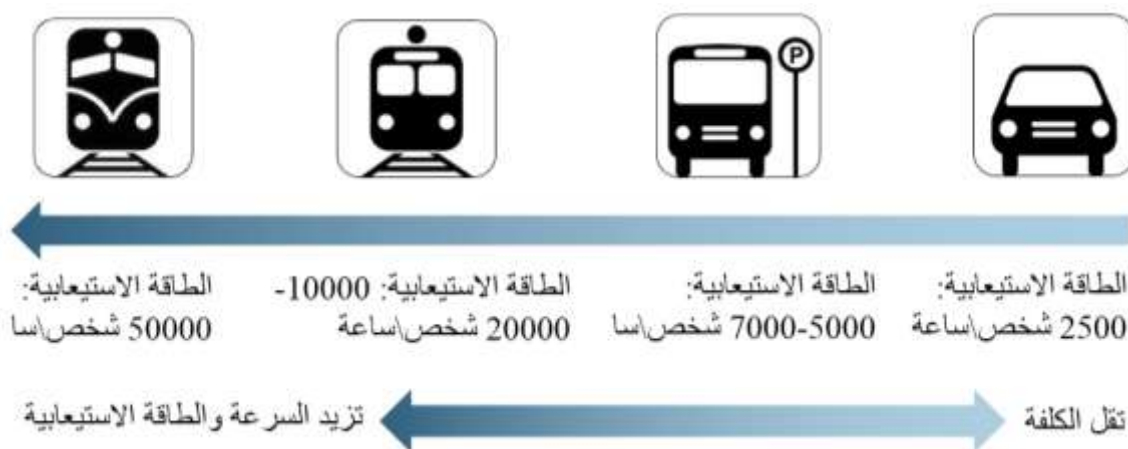 P
الطاقة الاستيعابية:
2500 شخص\ساعة
الطاقة الاستيعابية:
5000-7000 شخص\سا
الطاقة الاستيعابية: 10000-
20000 شخص\ساعة
الطاقة الاستيعابية:
50000 شخص\سا
تقل الكلفة
تزيد السرعة والطاقة الاستيعابية